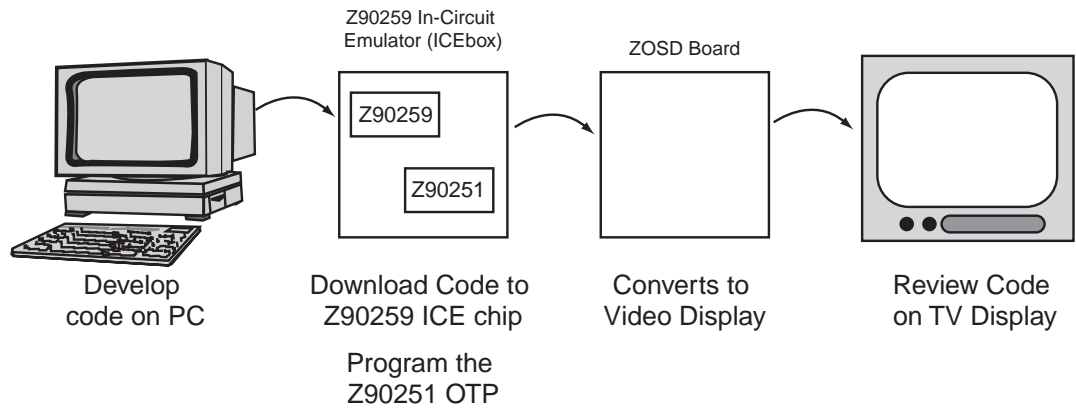 Z90259 In-Circuit
Emulator (ICEbox)
ZOSD Board
Z90259
Z90251
Develop
code on PC
Download Code to
Z90259 ICE chip
Program the
Z90251 OTP
Converts to
Video Display
Review Code
on TV Display